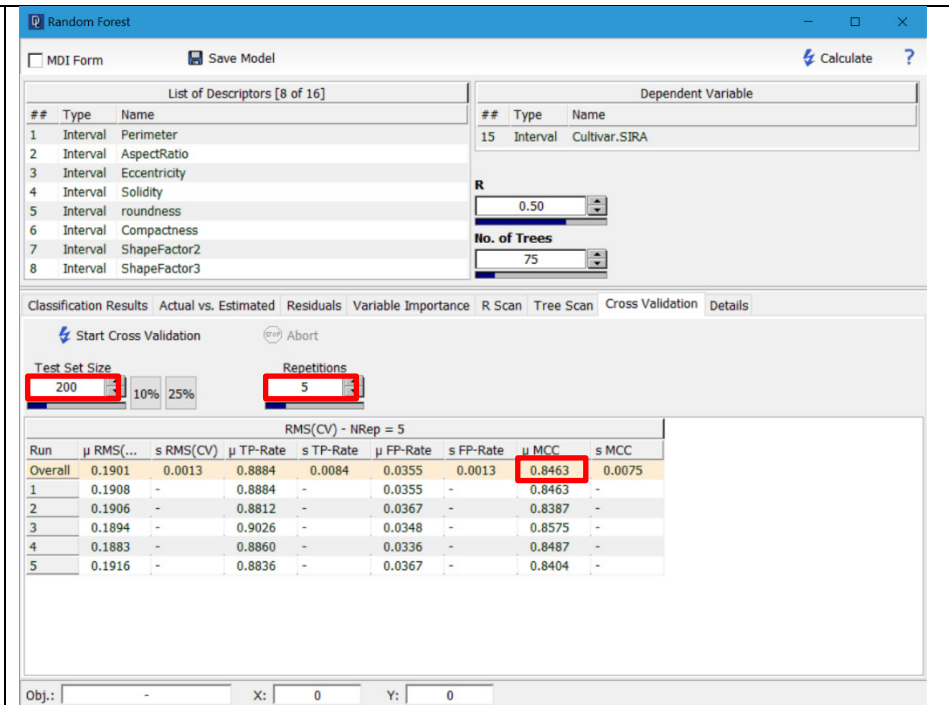 Random Forest
MDI Form Save Model Calculate ?
List of Descriptors [8 of 16]
## Type Name
1 Interval Perimeter
2 Interval AspectRatio
3 Interval Eccentricity
4 Interval Solidity
5 Interval roundness
6 Interval Compactness
7 Interval ShapeFactor2
8 Interval ShapeFactor3
Dependent Variable
## Type Name
15 Interval Cultivar.SIRA
R
0.50
No. of Trees
75
Classification Results Actual vs. Estimated Residuals Variable Importance R Scan Tree Scan Cross Validation Details
Start Cross Validation STOP Abort
Test Set Size Repetitions
200 10% 25% 5
RMS(CV) - NRep = 5
Run μ RMS(... s RMS(CV) μ TP-Rate s TP-Rate μ FP-Rate s FP-Rate μ MCC s MCC
Overall 0.1901 0.0013 0.8884 0.0084 0.0355 0.0013 0.8463 0.0075
1 0.1908 - 0.8884 - 0.0355 - 0.8463 -
2 0.1906 - 0.8812 - 0.0367 - 0.8387 -
3 0.1894 - 0.9026 - 0.0348 - 0.8575 -
4 0.1883 - 0.8860 - 0.0336 - 0.8487 -
5 0.1916 - 0.8836 - 0.0367 - 0.8404 -
Obj.: - X: 0 Y: 0